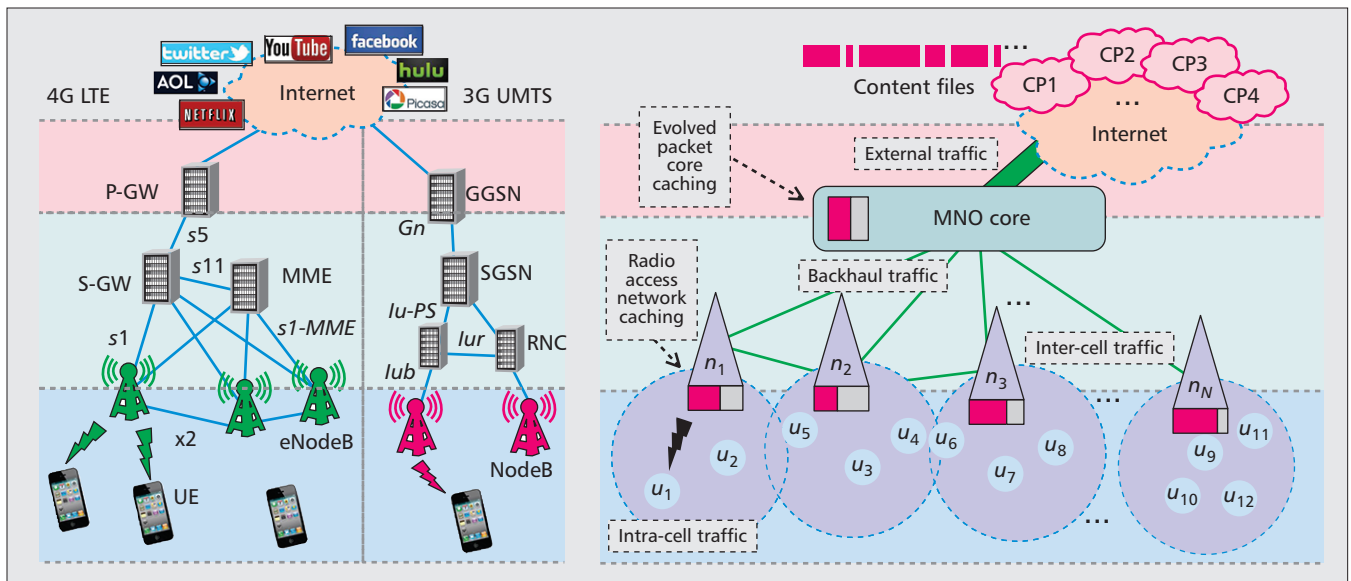 twitter
YouTube
facebook
AOL
hulu
Picasa
NETFLIX
Internet
4G LTE
3G UMTS
P-GW
GGSN
s5
Gn
s11
S-GW
MME
SGSN
Iu-PS
s1-MME
s1
Iur
RNC
Iub
x2
eNodeB
NodeB
UE
Content files
...
CP1
CP2
CP3
CP4
...
Internet
Evolved
packet
core
caching
External traffic
MNO core
Radio
access
network
caching
Backhaul traffic
...
Inter-cell traffic
n1
n2
n3
nN
...
u1
u2
u3
u4
u5
u6
u7
u8
u9
u10
u11
u12
...
Intra-cell traffic